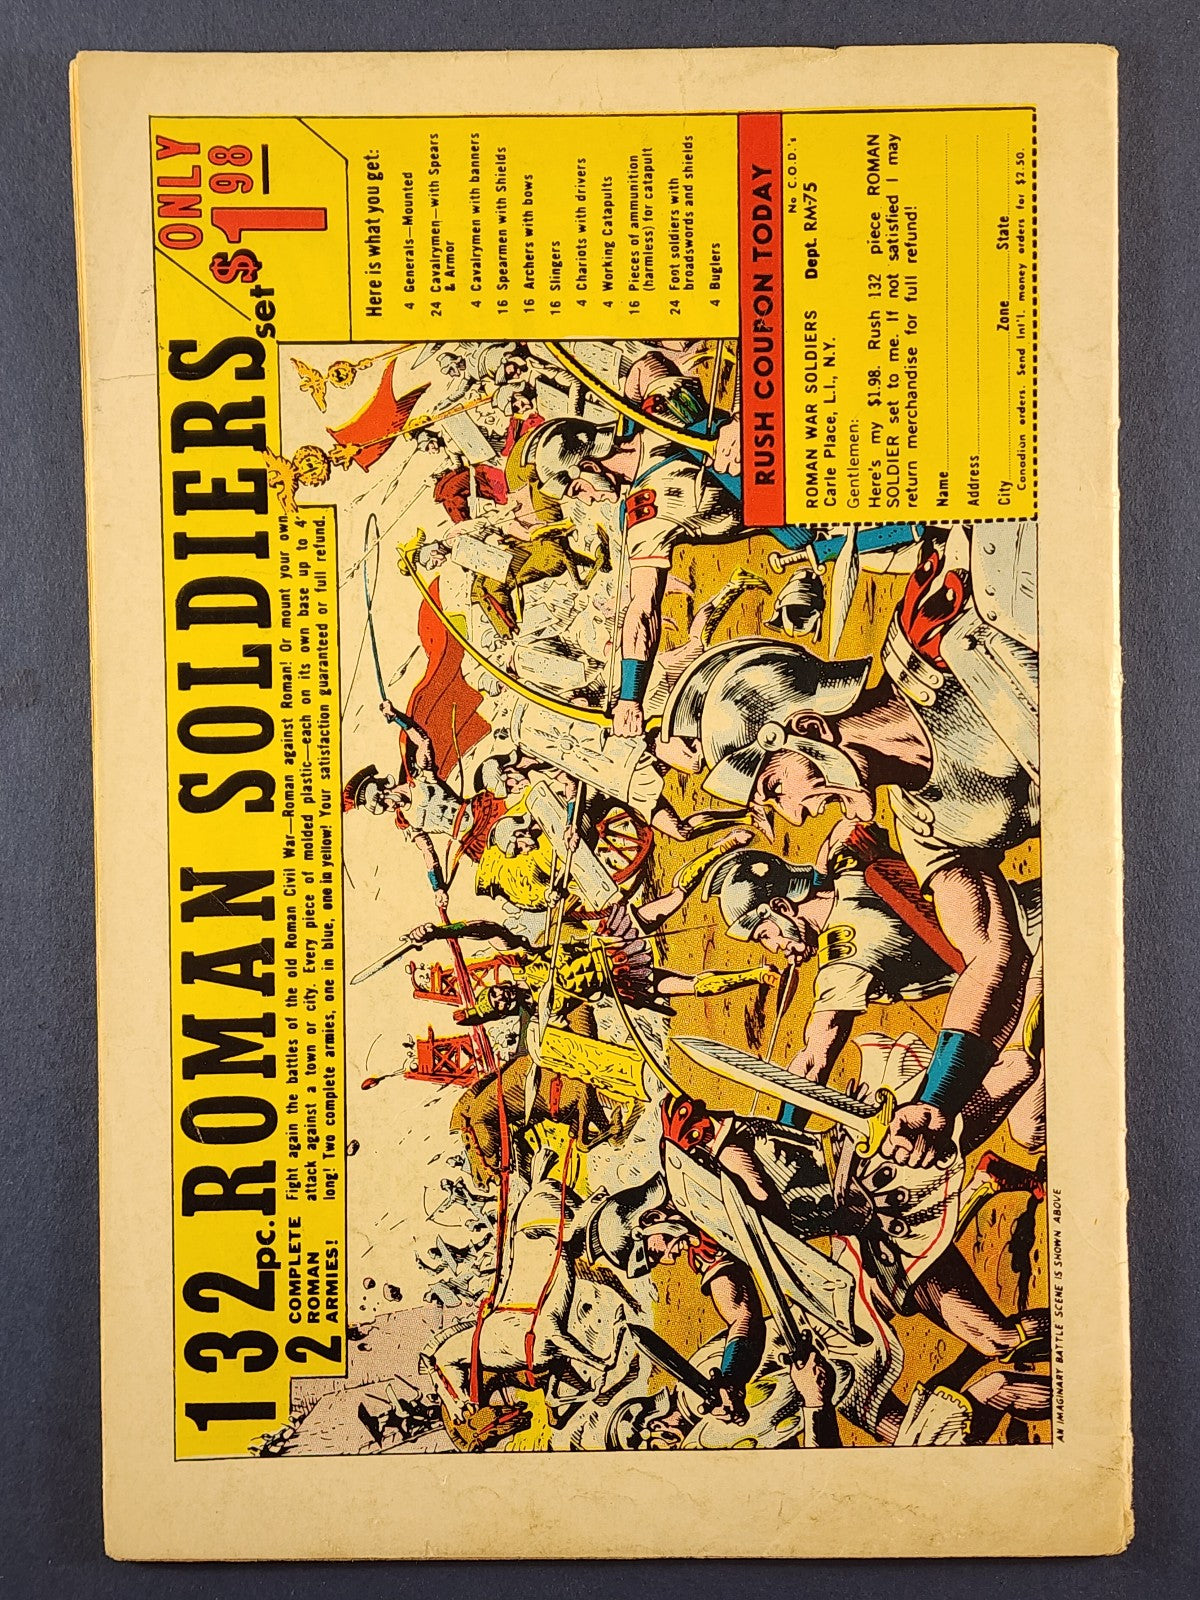 132 pc. ROMAN SOLDIERS set
ONLY
$1.98
2 COMPLETE
ROMAN
ARMIES!
Fight again the battles of the old Roman Civil War—Roman against Roman! Or mount your own
attack against a town or city. Every piece of molded plastic—each on its own base up to 4"
long! Two complete armies, one in blue, one in yellow! Your satisfaction guaranteed or full refund.
Here is what you get:
4 Generals—Mounted
24 Cavalrymen—with Spears
& Armor
4 Cavalrymen with banners
16 Spearmen with Shields
16 Archers with bows
16 Slingers
4 Chariots with drivers
4 Working Catapults
16 Pieces of ammunition
(harmless) for catapult
24 Foot soldiers with
broadswords and shields
4 Buglers
RUSH COUPON TODAY
No C.O.D.'s
ROMAN WAR SOLDIERS Dept. RM-75
Carle Place, L.I., N.Y.
Gentlemen:
Here's my $1.98. Rush 132 piece ROMAN
SOLDIER set to me. If not satisfied I may
return merchandise for full refund!
Name
Address
City Zone State
Canadian orders. Send Int'l. money orders for $2.50.
AN IMAGINARY BATTLE SCENE IS SHOWN ABOVE